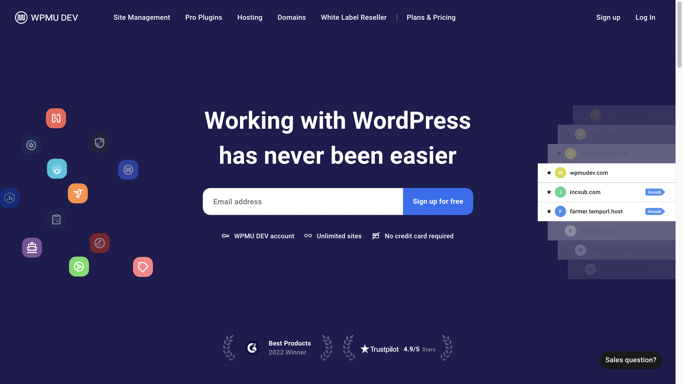 WPMU DEV
Site Management
Pro Plugins
Hosting
Domains
White Label Reseller
Plans & Pricing
Sign up
Log In
Working with WordPress
has never been easier
Email address
Sign up for free
WPMU DEV account
Unlimited sites
No credit card required
W
wpmudev.com
I
incsub.com
F
farmer.tempurl.host
Best Products
2022 Winner
Trustpilot
4.9/5 Stars
Sales question?